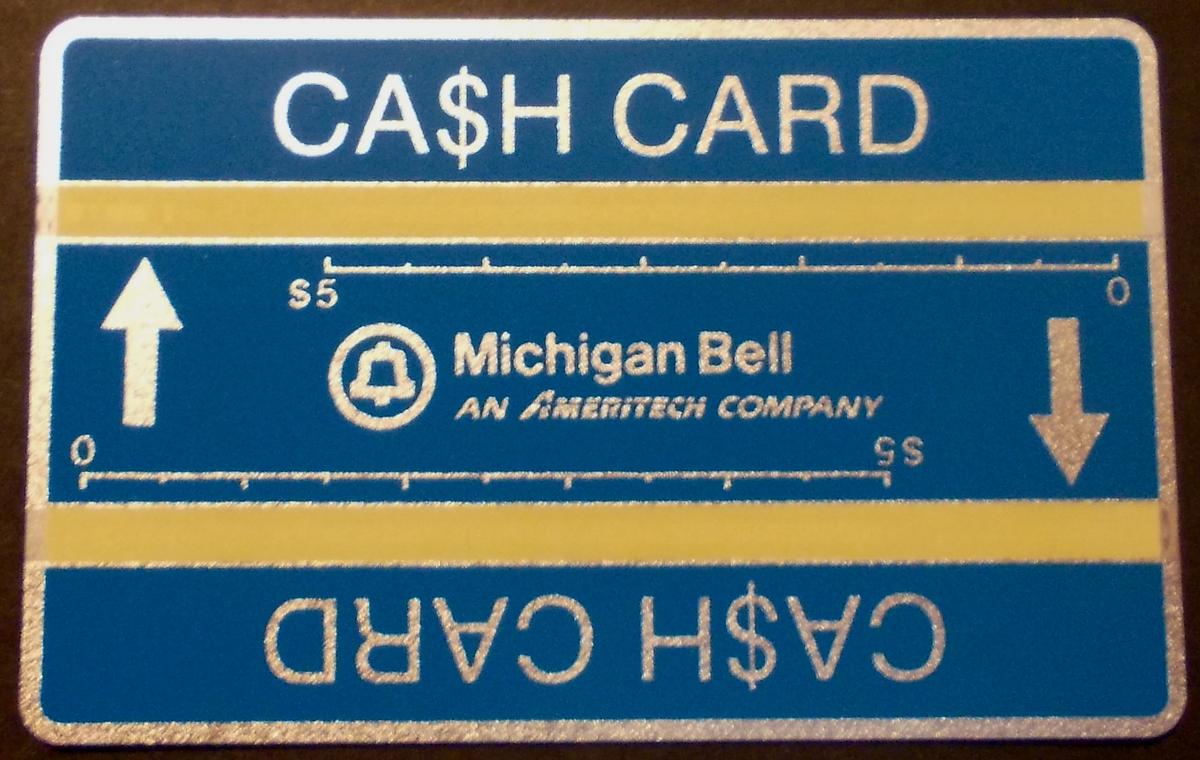 CA$H CARD
$5 0
Michigan Bell
AN AMERITECH COMPANY
0 $5
CA$H CARD